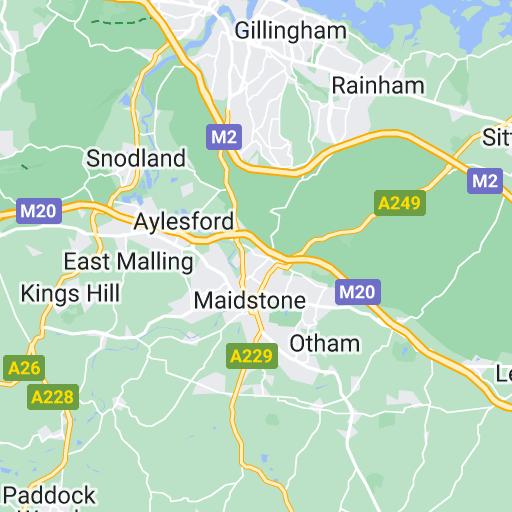 Gillingham
Rainham
M2
Sitt
Snodland
M2
M20
A249
Aylesford
East Malling
Kings Hill
M20
Maidstone
Otham
A229
A26
Le
A228
Paddock